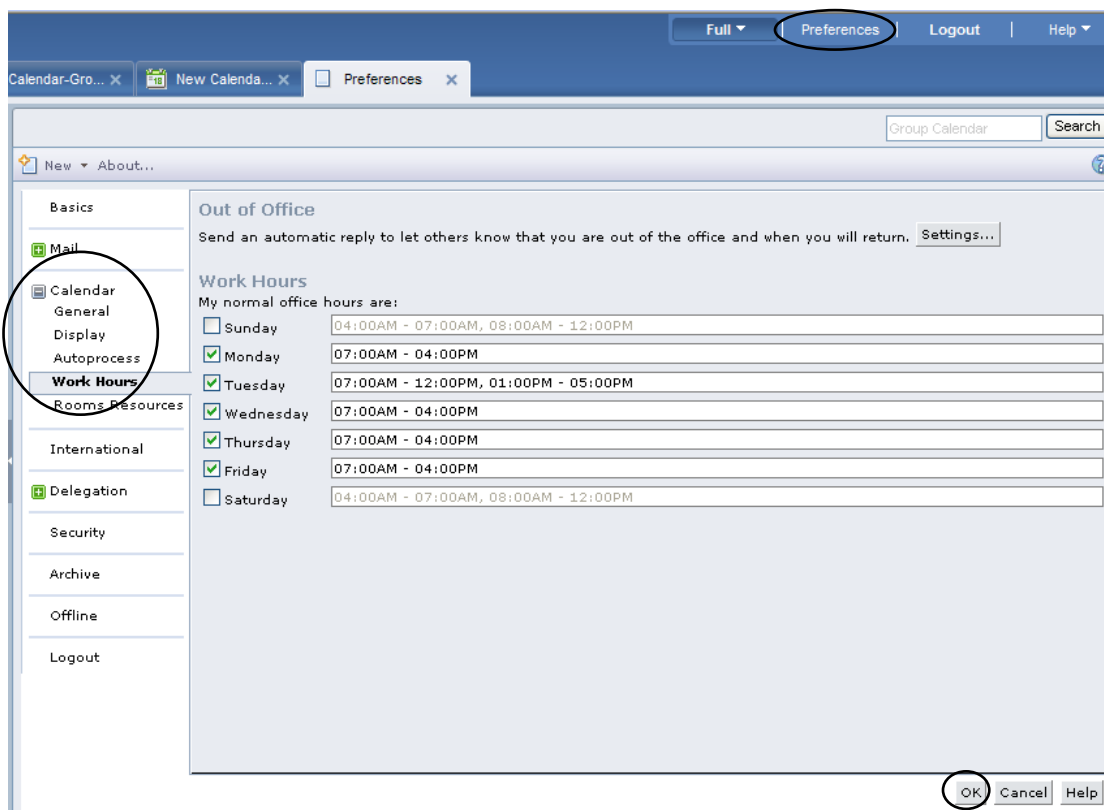 Full Preferences | Logout | Help
Calendar-Gro... New Calenda... Preferences
Group Calendar Search
New About...
Basics
Mail
Calendar
General
Display
Autoprocess
Work Hours
Rooms Resources
International
Delegation
Security
Archive
Offline
Logout
Out of Office
Send an automatic reply to let others know that you are out of the office and when you will return. Settings...
Work Hours
My normal office hours are:
Sunday 04:00AM - 07:00AM, 08:00AM - 12:00PM
Monday 07:00AM - 04:00PM
Tuesday 07:00AM - 12:00PM, 01:00PM - 05:00PM
Wednesday 07:00AM - 04:00PM
Thursday 07:00AM - 04:00PM
Friday 07:00AM - 04:00PM
Saturday 04:00AM - 07:00AM, 08:00AM - 12:00PM
OK Cancel Help